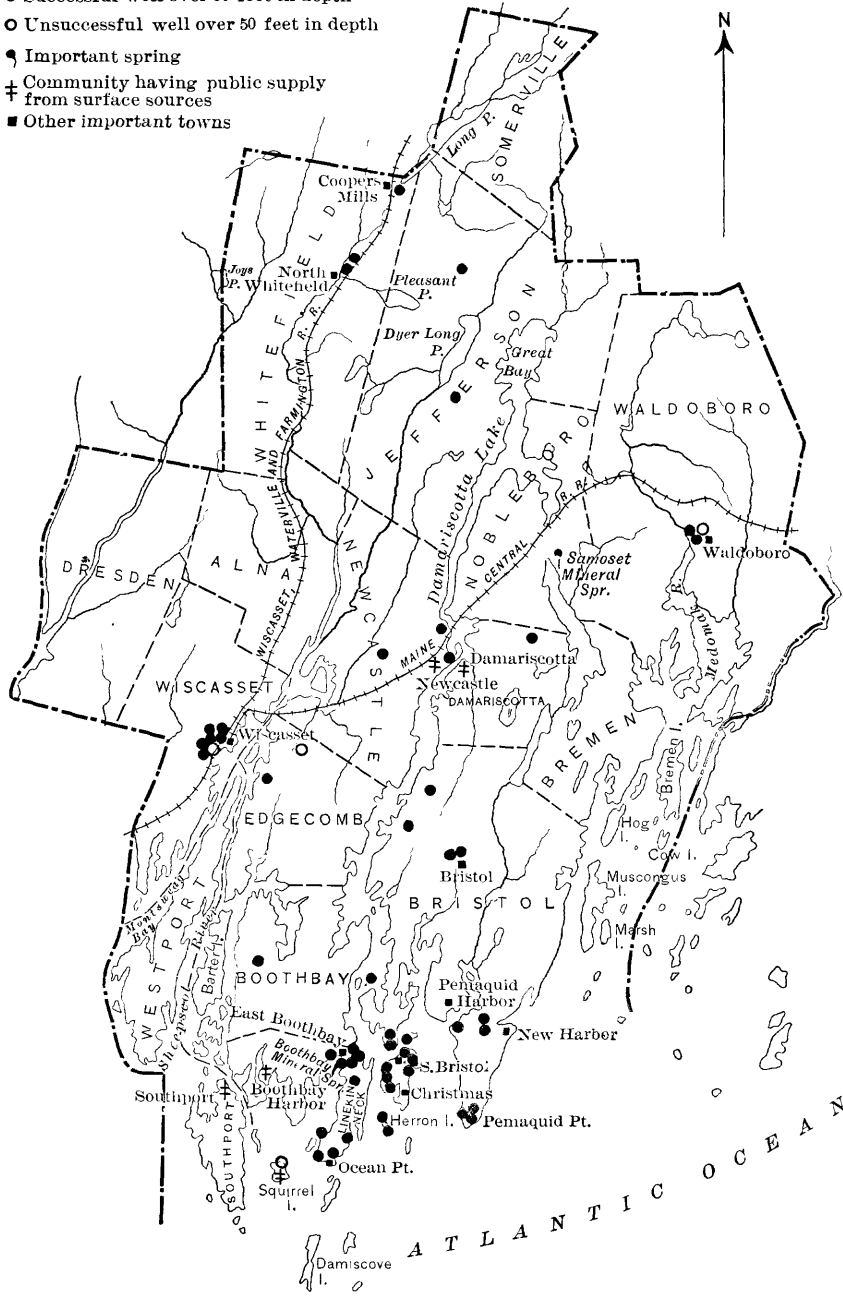 Unsuccessful well over 50 feet in depth
Important spring
Community having public supply
from surface sources
Other important towns
N
SOMERVILLE
Long P.
Coopers
Mills
WHITEFIELD
Joys
P.
North
Whitefield
Pleasant
P.
Dyer Long
P.
Great
Bay
JEFFERSON
WALDOBORO
NOBLEBORO
Damariscotta Lake
WISCASSET, WATERVILLE AND FARMINGTON R. R.
MAINE CENTRAL R. R.
DRESDEN
ALNA
NEWCASTLE
Samoset
Mineral
Spr.
Waldoboro
Medomak R.
Damariscotta
Newcastle
DAMARISCOTTA
WISCASSET
Wiscasset
BREMEN
Bremen I.
EDGECOMB
Hog
I.
Cow I.
Bristol
Muscongus
I.
BRISTOL
Marsh
I.
Montsweag
Bay
WESTPORT
Sheepscot River
Barter I.
BOOTHBAY
Pemaquid
Harbor
New Harbor
East Boothbay
Boothbay
Mineral Spr.
S. Bristol
Southport
Boothbay
Harbor
Christmas
LINEKIN
NECK
Herron I.
Pemaquid Pt.
SOUTHPORT
Ocean Pt.
Squirrel
I.
Damiscove
I.
ATLANTIC OCEAN